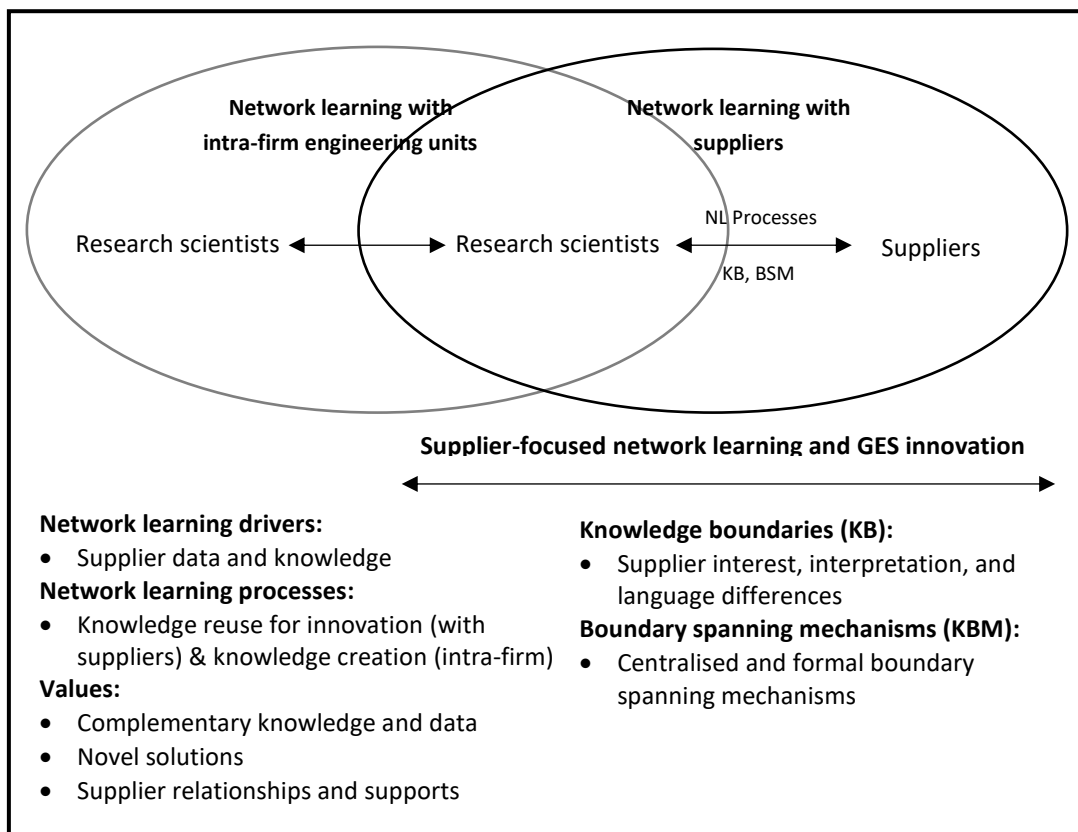 Network learning with
intra-firm engineering units
Network learning with
suppliers
Research scientists
Research scientists
NL Processes
KB, BSM
Suppliers
Supplier-focused network learning and GES innovation
Network learning drivers:
• Supplier data and knowledge
Network learning processes:
• Knowledge reuse for innovation (with
suppliers) & knowledge creation (intra-firm)
Values:
• Complementary knowledge and data
• Novel solutions
• Supplier relationships and supports
Knowledge boundaries (KB):
• Supplier interest, interpretation, and
language differences
Boundary spanning mechanisms (KBM):
• Centralised and formal boundary
spanning mechanisms